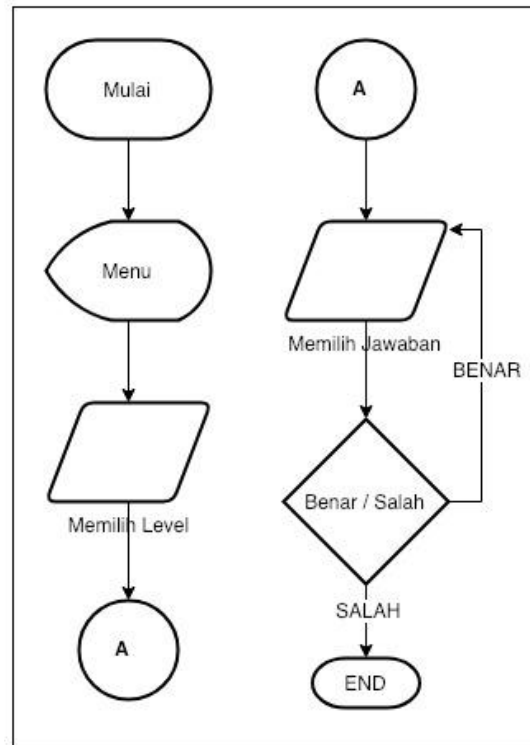 Mulai
Menu
Memilih Level
A
A
Memilih Jawaban
BENAR
Benar / Salah
SALAH
END